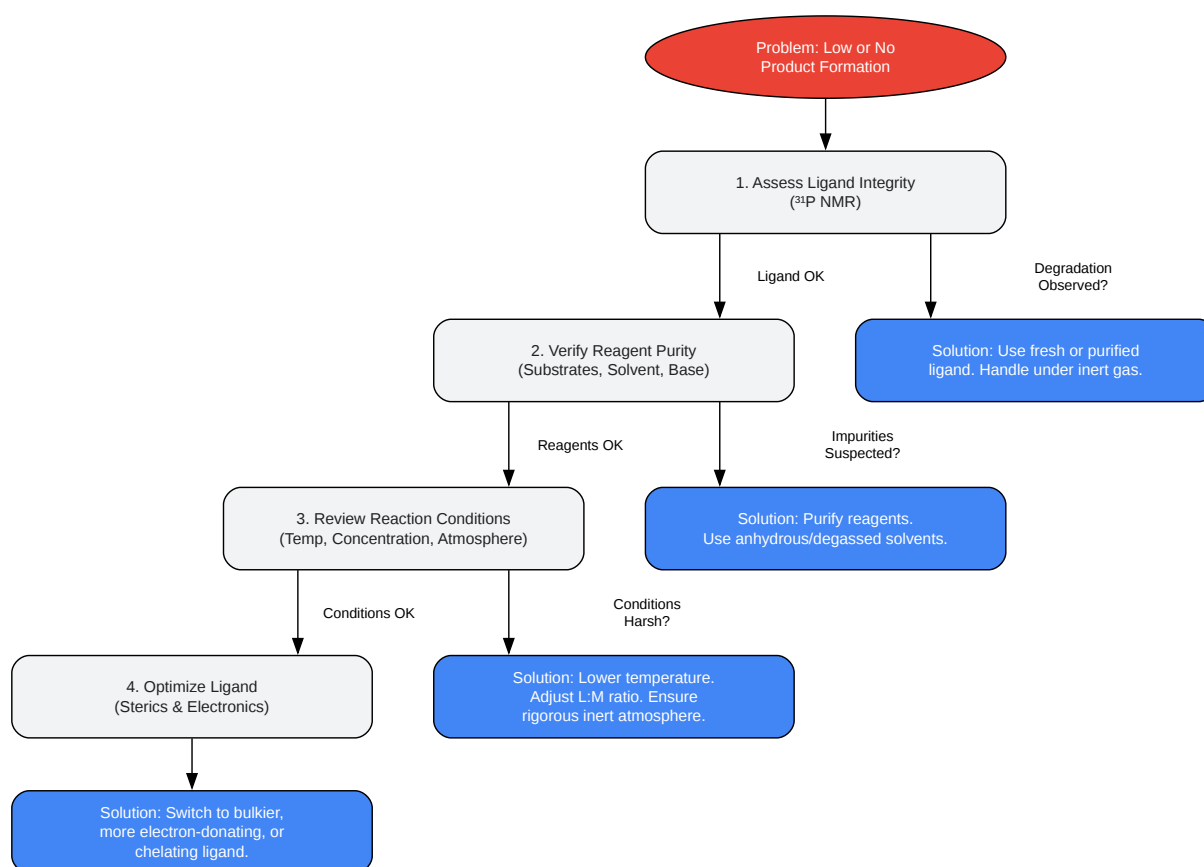 Problem: Low or No
Product Formation
1. Assess Ligand Integrity
(³¹P NMR)
Ligand OK
Degradation
Observed?
2. Verify Reagent Purity
(Substrates, Solvent, Base)
Solution: Use fresh or purified
ligand. Handle under inert gas.
Reagents OK
Impurities
Suspected?
3. Review Reaction Conditions
(Temp, Concentration, Atmosphere)
Solution: Purify reagents.
Use anhydrous/degassed solvents.
Conditions OK
Conditions
Harsh?
4. Optimize Ligand
(Sterics & Electronics)
Solution: Lower temperature.
Adjust L:M ratio. Ensure
rigorous inert atmosphere.
Solution: Switch to bulkier,
more electron-donating, or
chelating ligand.